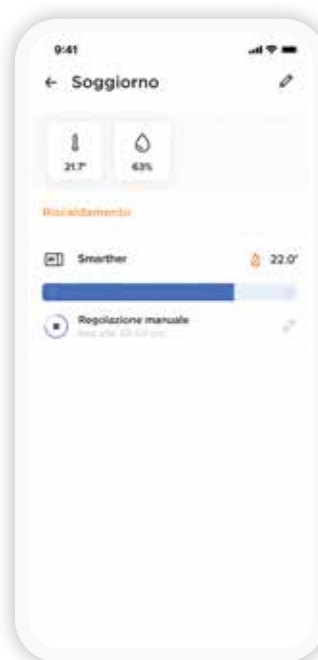 9:41
Soggiorno
21.7°
63%
Riscaldamento
Smarther
22.0°
Regolazione manuale